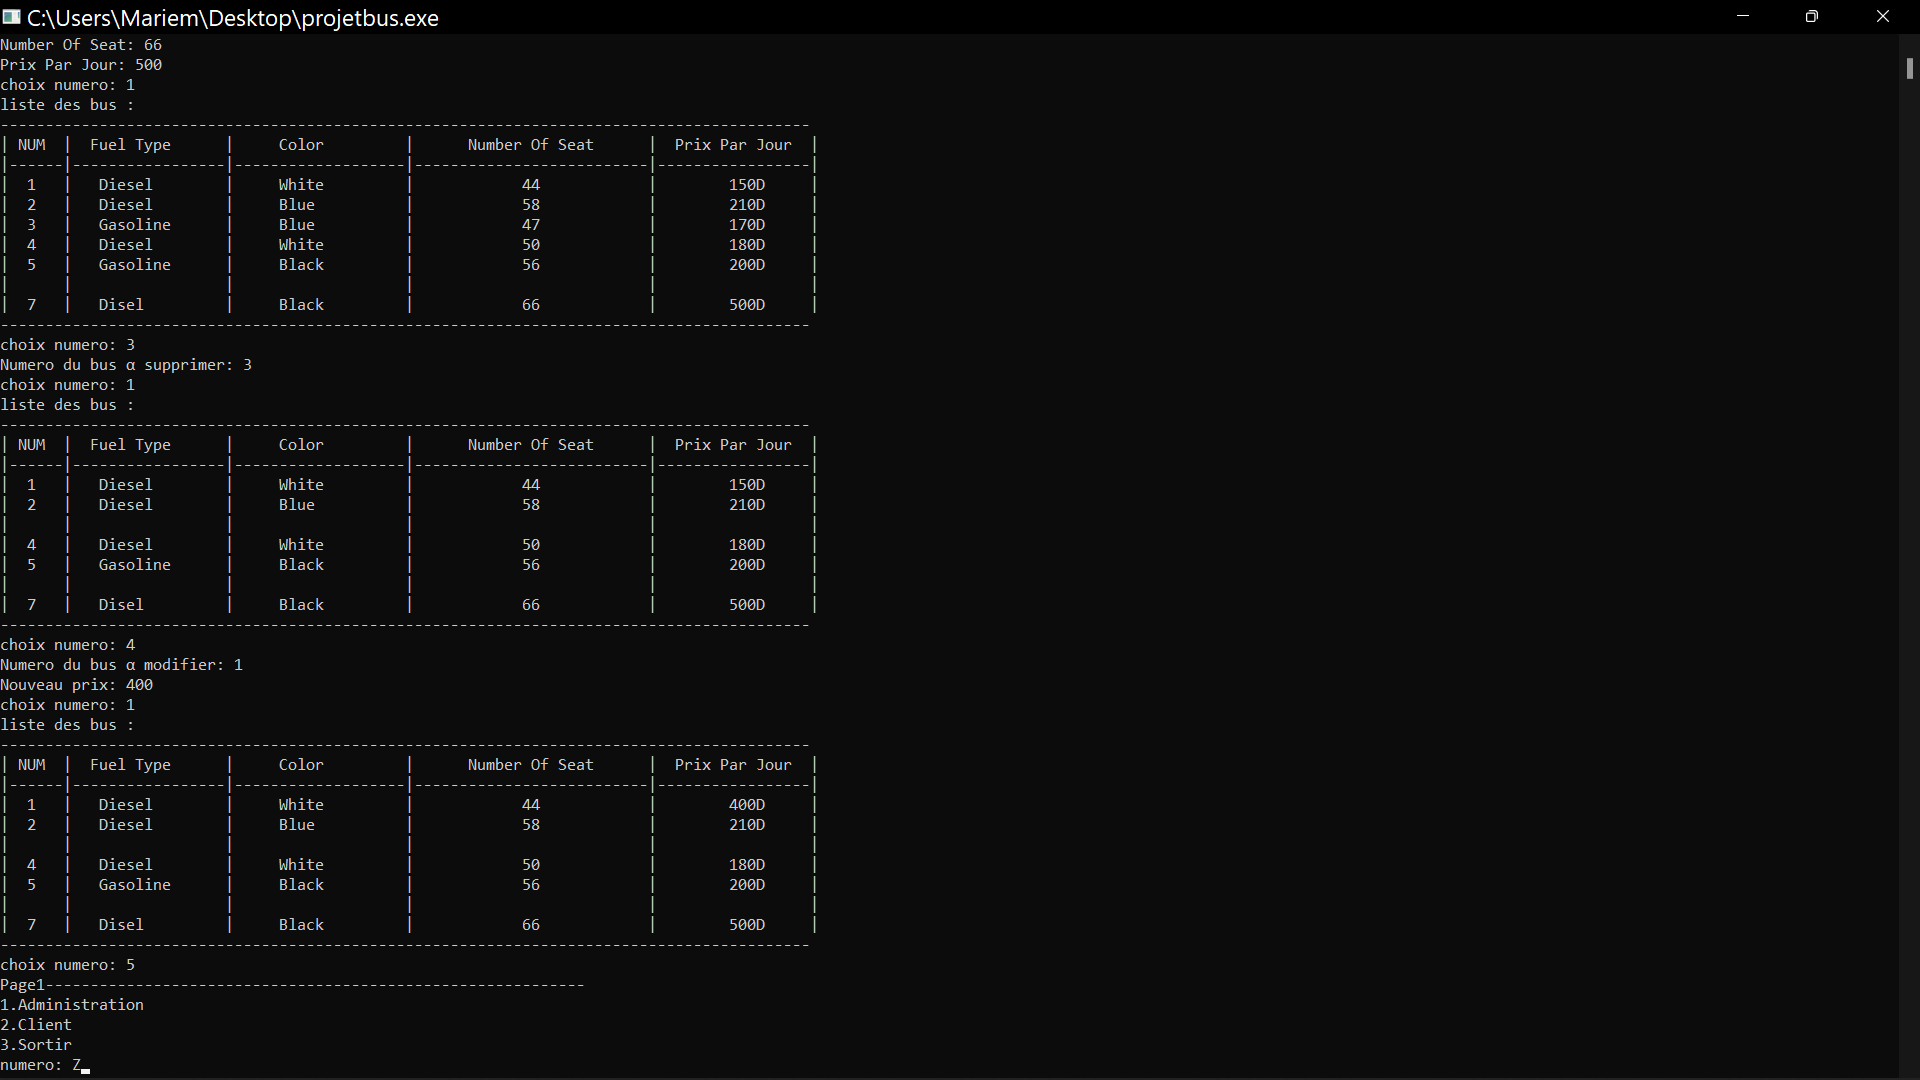 C:\Users\Mariem\Desktop\projetbus.exe
Number Of Seat: 66
Prix Par Jour: 500
choix numero: 1
liste des bus :
------------------------------------------------------------------------------------------
| NUM  |  Fuel Type      |     Color         |      Number Of Seat      |  Prix Par Jour  |
|------|-----------------|-------------------|--------------------------|-----------------|
|  1   |   Diesel        |     White         |            44            |        150D     |
|  2   |   Diesel        |     Blue          |            58            |        210D     |
|  3   |   Gasoline      |     Blue          |            47            |        170D     |
|  4   |   Diesel        |     White         |            50            |        180D     |
|  5   |   Gasoline      |     Black         |            56            |        200D     |
|      |                 |                   |                          |                 |
|  7   |   Disel         |     Black         |            66            |        500D     |
------------------------------------------------------------------------------------------
choix numero: 3
Numero du bus α supprimer: 3
choix numero: 1
liste des bus :
------------------------------------------------------------------------------------------
| NUM  |  Fuel Type      |     Color         |      Number Of Seat      |  Prix Par Jour  |
|------|-----------------|-------------------|--------------------------|-----------------|
|  1   |   Diesel        |     White         |            44            |        150D     |
|  2   |   Diesel        |     Blue          |            58            |        210D     |
|      |                 |                   |                          |                 |
|  4   |   Diesel        |     White         |            50            |        180D     |
|  5   |   Gasoline      |     Black         |            56            |        200D     |
|      |                 |                   |                          |                 |
|  7   |   Disel         |     Black         |            66            |        500D     |
------------------------------------------------------------------------------------------
choix numero: 4
Numero du bus α modifier: 1
Nouveau prix: 400
choix numero: 1
liste des bus :
------------------------------------------------------------------------------------------
| NUM  |  Fuel Type      |     Color         |      Number Of Seat      |  Prix Par Jour  |
|------|-----------------|-------------------|--------------------------|-----------------|
|  1   |   Diesel        |     White         |            44            |        400D     |
|  2   |   Diesel        |     Blue          |            58            |        210D     |
|      |                 |                   |                          |                 |
|  4   |   Diesel        |     White         |            50            |        180D     |
|  5   |   Gasoline      |     Black         |            56            |        200D     |
|      |                 |                   |                          |                 |
|  7   |   Disel         |     Black         |            66            |        500D     |
------------------------------------------------------------------------------------------
choix numero: 5
Page1------------------------------------------------------------
1.Administration
2.Client
3.Sortir
numero: Z